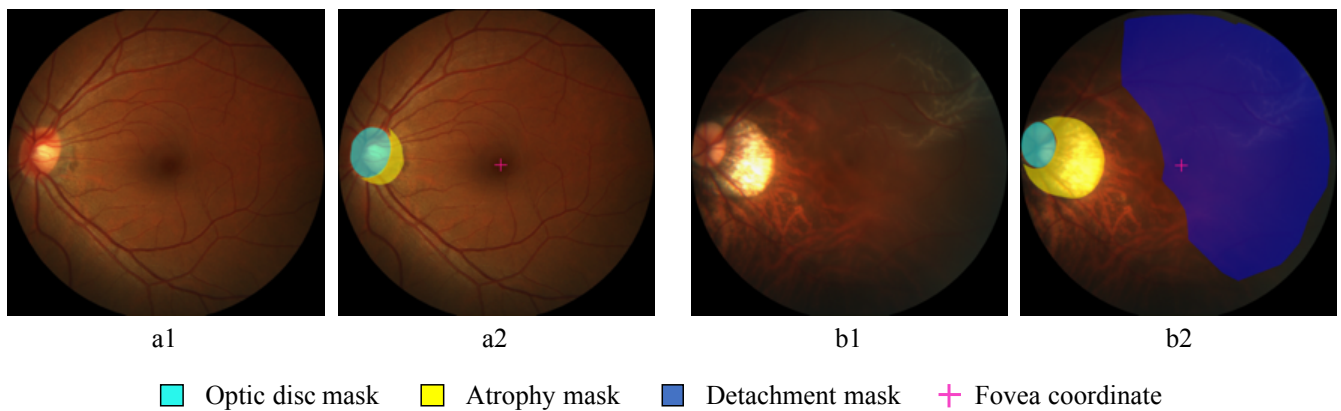 a1
a2
b1
b2
Optic disc mask
Atrophy mask
Detachment mask
Fovea coordinate